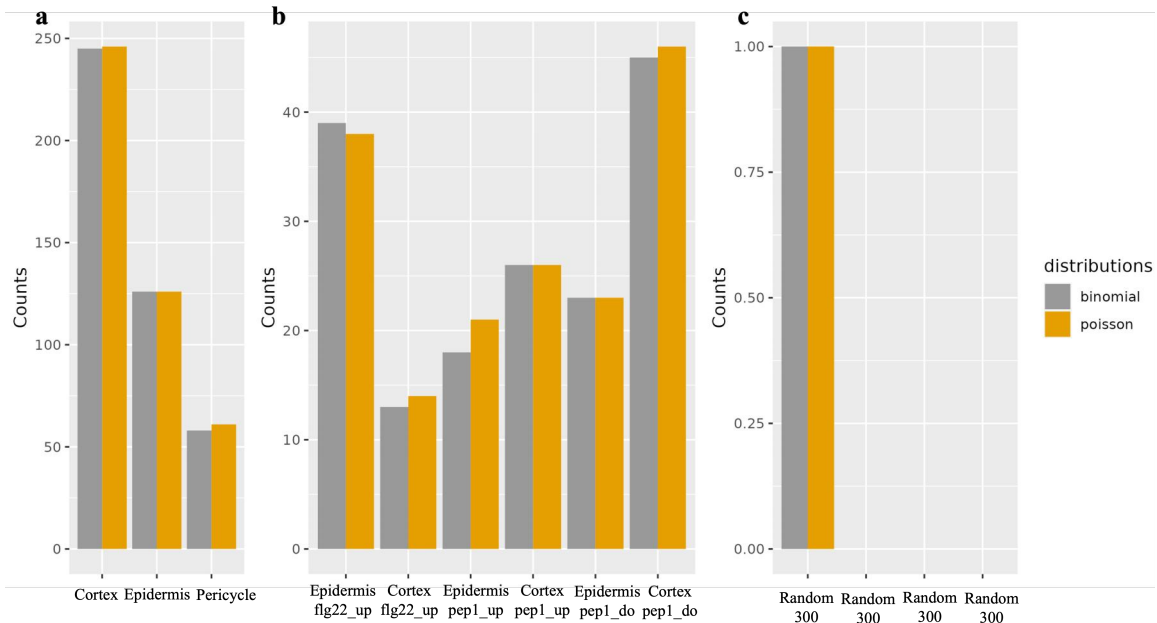 a
b
c
250
200
150
100
50
0
Counts
Cortex Epidermis Pericycle
40
30
20
10
0
Counts
Epidermis Cortex Epidermis Cortex Epidermis Cortex
flg22_up flg22_up pep1_up pep1_up pep1_do pep1_do
1.00
0.75
0.50
0.25
0.00
Counts
Random Random Random Random
300 300 300 300
distributions
binomial
poisson